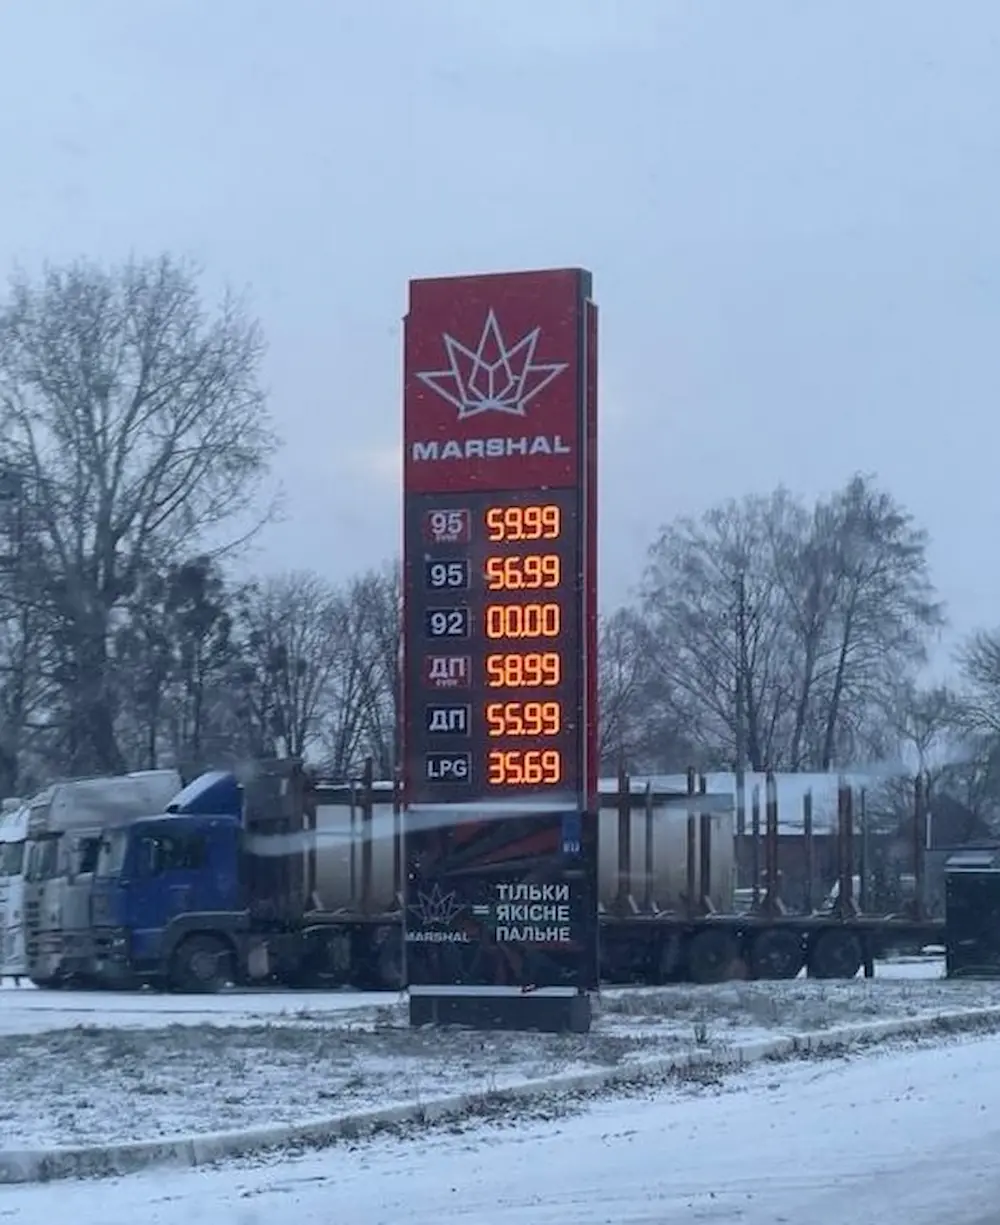 MARSHAL
95 59.99
95 56.99
92 00.00
ДП 58.99
ДП 55.99
LPG 35.69
MARSHAL = ТІЛЬКИ
ЯКІСНЕ
ПАЛЬНЕ